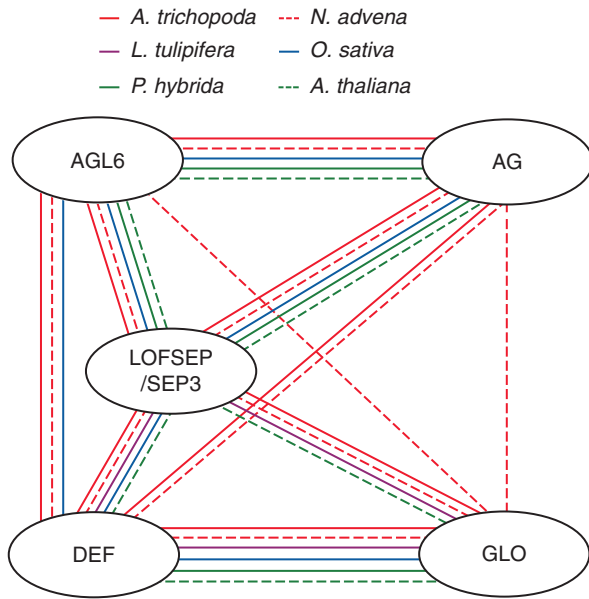 A. trichopoda
N. advena
L. tulipifera
O. sativa
P. hybrida
A. thaliana
AGL6
AG
LOFSEP
/SEP3
DEF
GLO